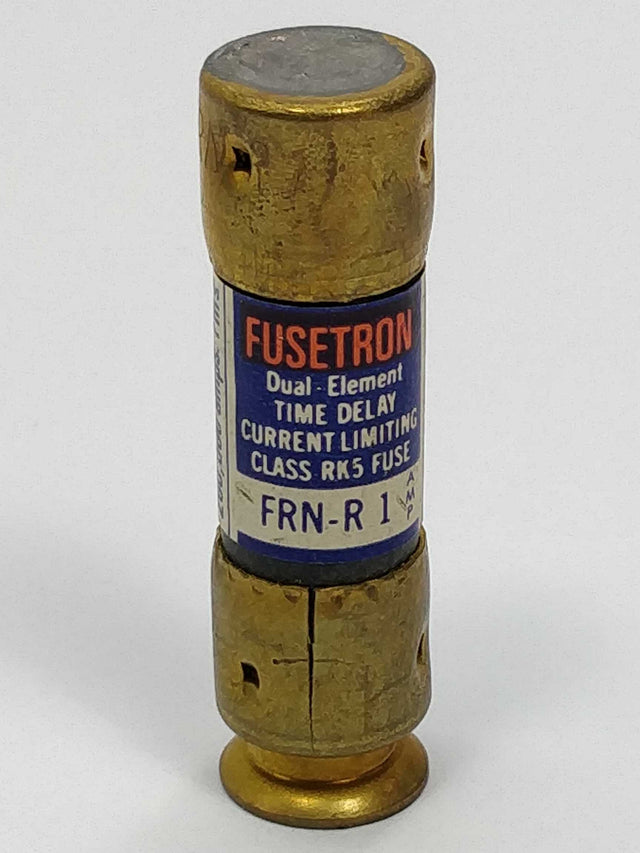 FUSETRON
Dual-Element
TIME DELAY
CURRENT LIMITING
CLASS RK5 FUSE
FRN-R 1 AMP